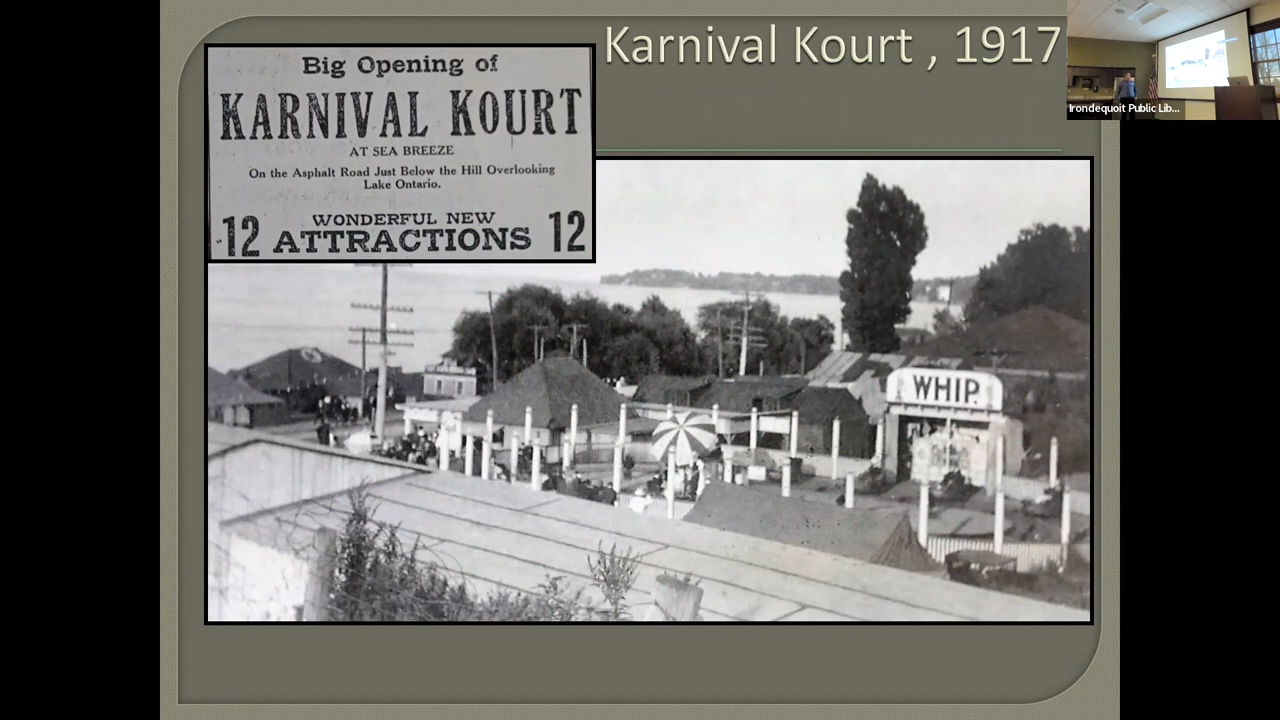 Karnival Kourt , 1917
Big Opening of
KARNIVAL KOURT
AT SEA BREEZE
On the Asphalt Road Just Below the Hill Overlooking
Lake Ontario.
12 WONDERFUL NEW 12
ATTRACTIONS
WHIP.
Irondequoit Public Lib...